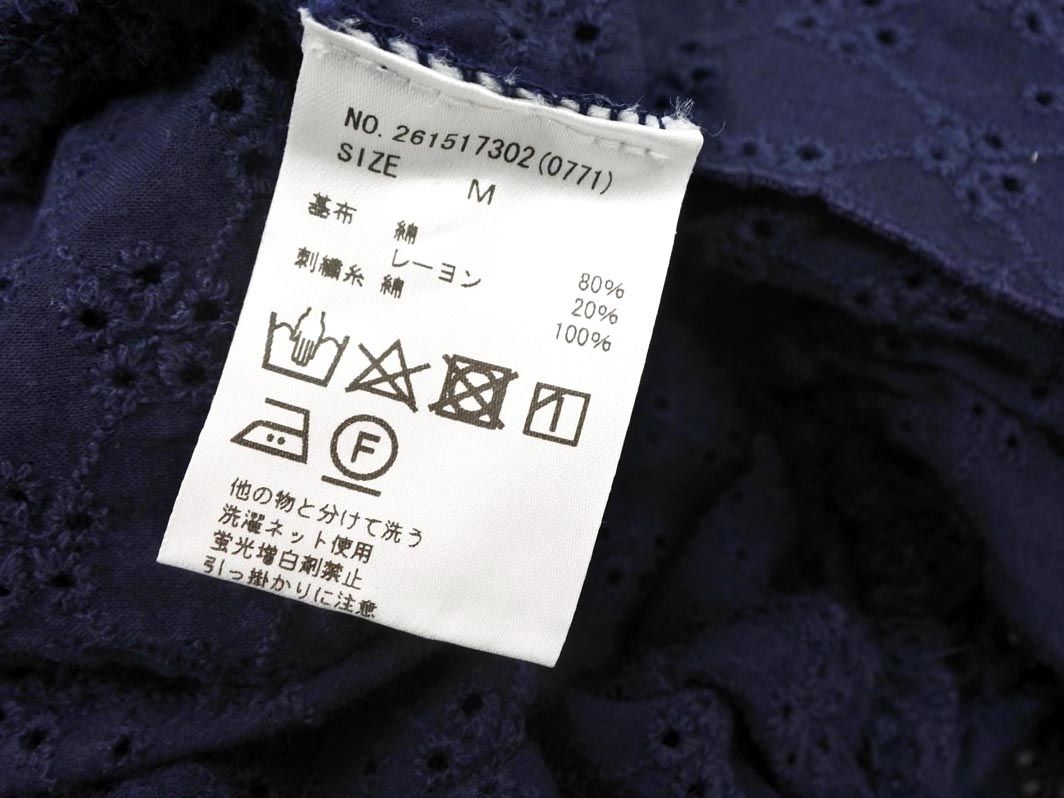 NO. 261517302(0771)
SIZE M
基布 綿 80%
レーヨン 20%
刺繍糸 綿 100%
F
他の物と分けて洗う
洗濯ネット使用
蛍光増白剤禁止
引っ掛かりに注意